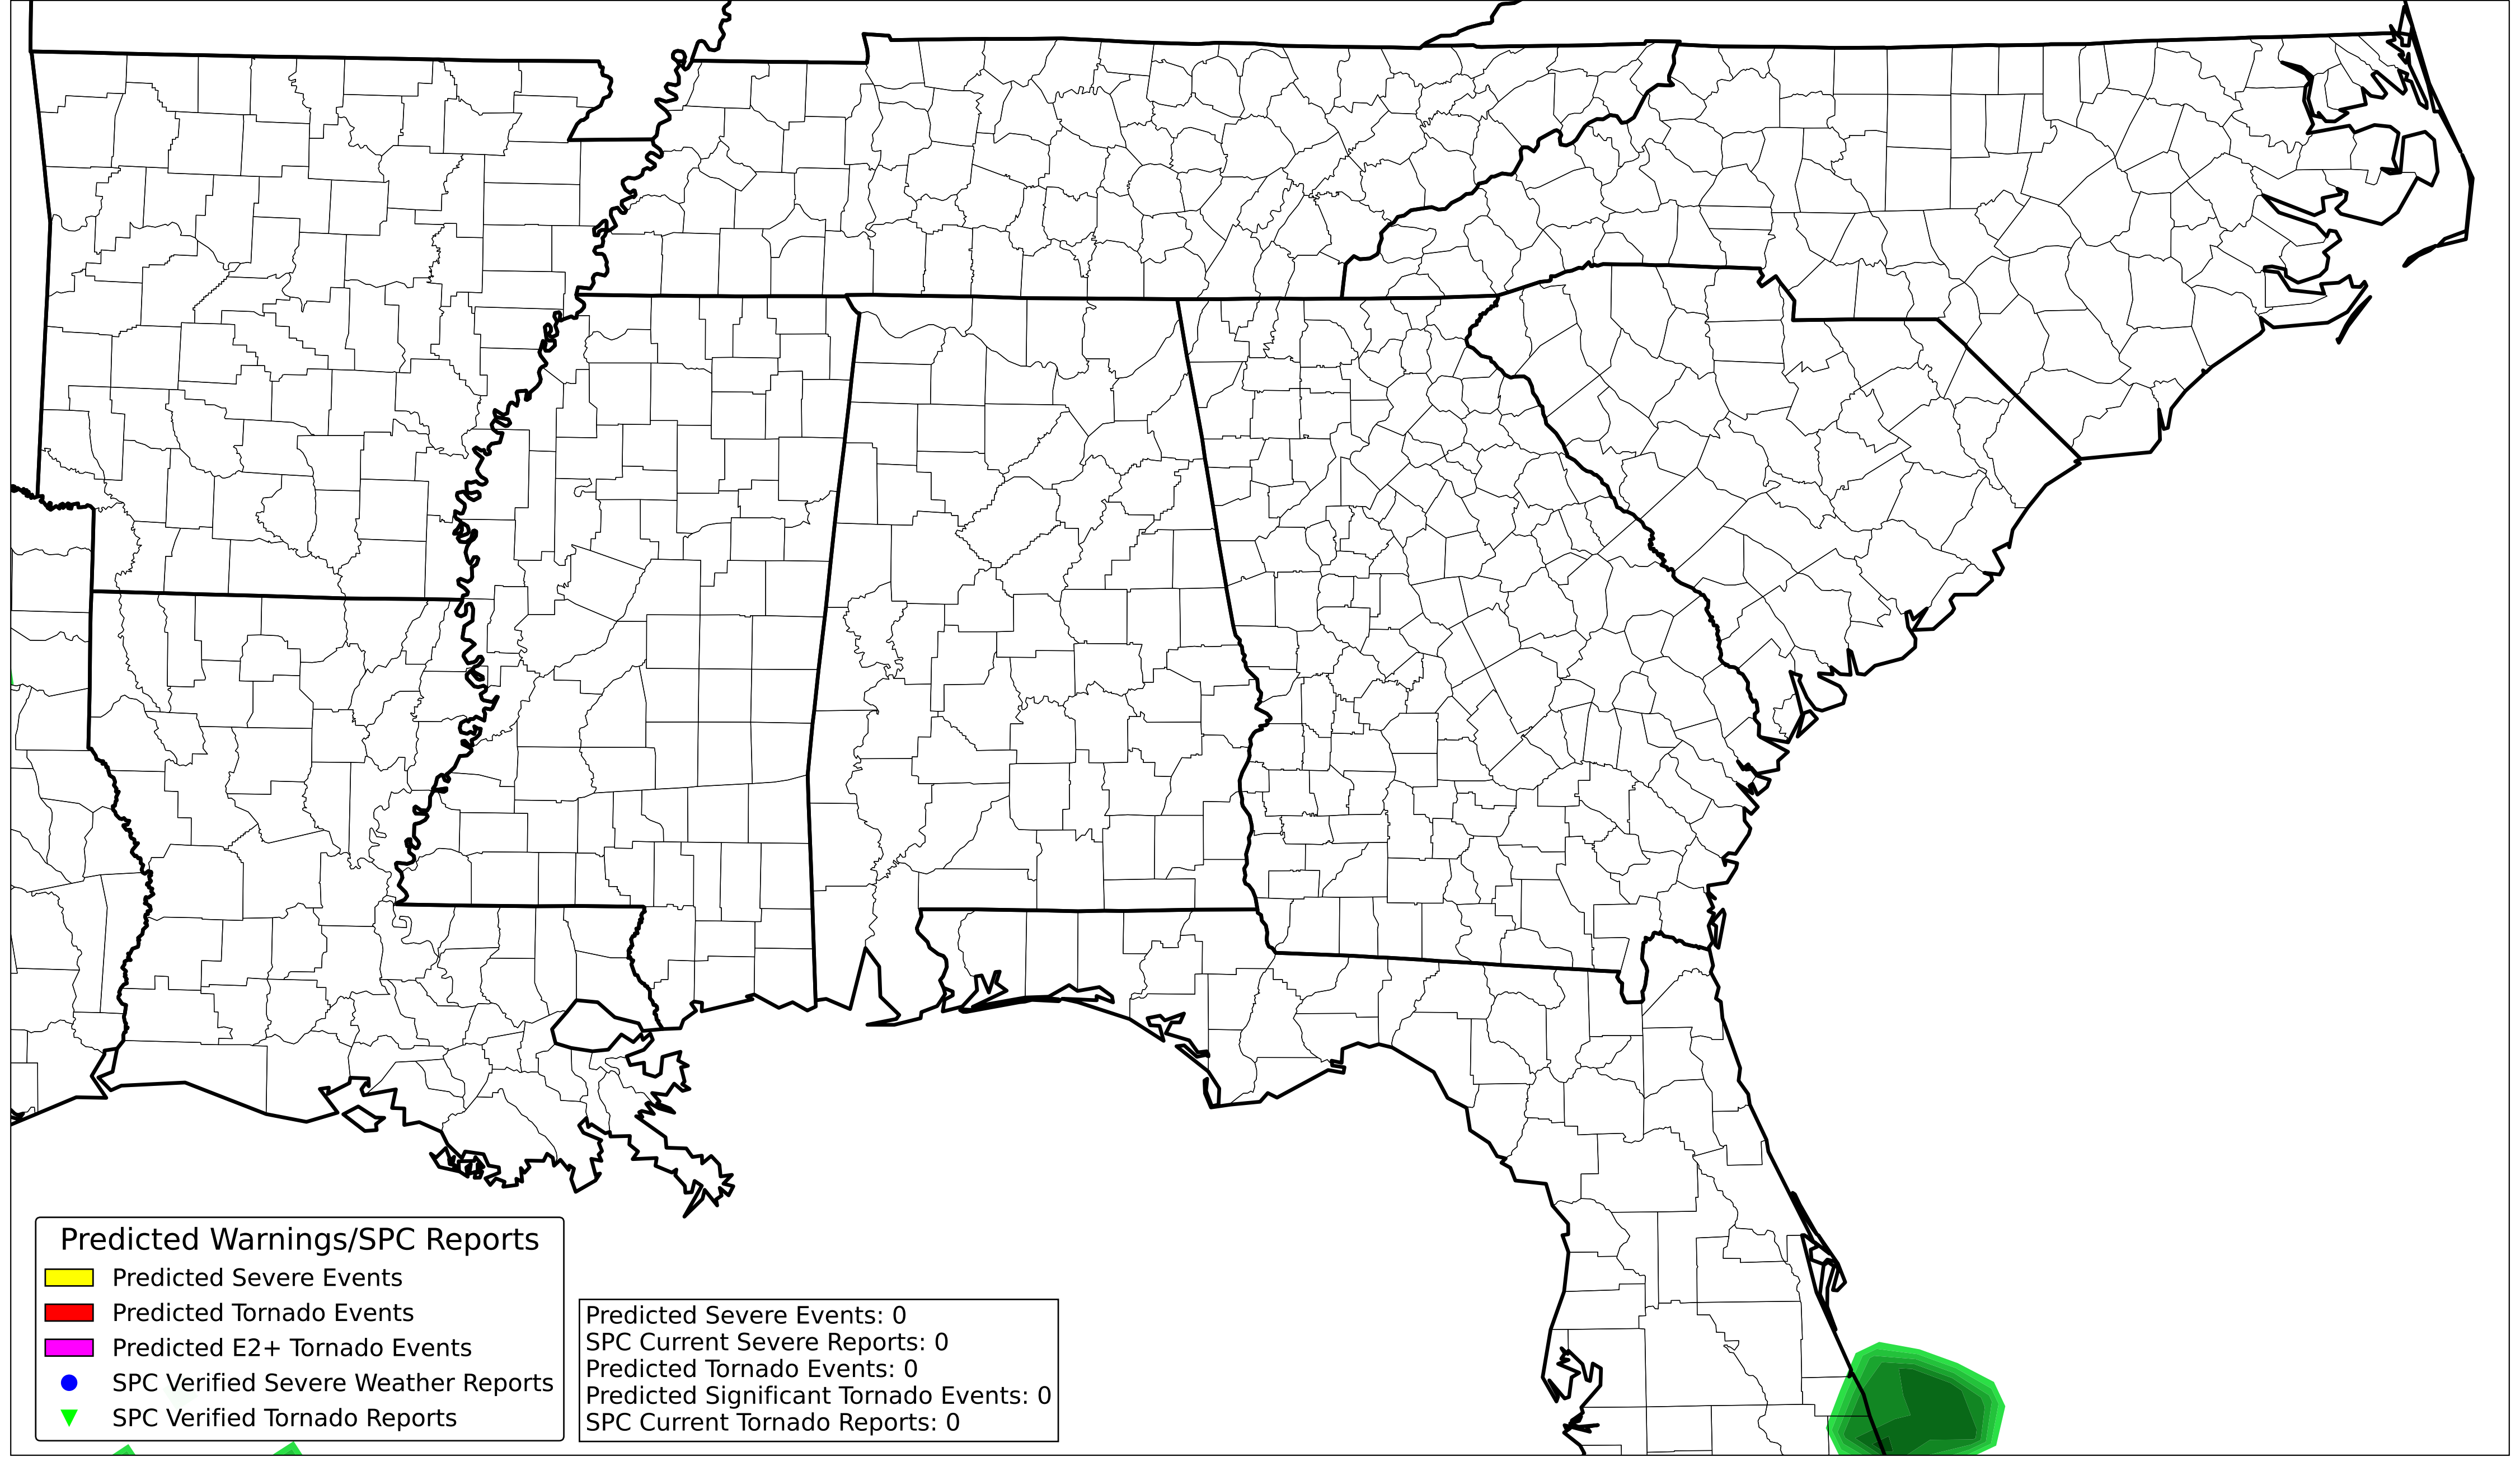 Predicted Warnings/SPC Reports
Predicted Severe Events
Predicted Tornado Events
Predicted E2+ Tornado Events
SPC Verified Severe Weather Reports
SPC Verified Tornado Reports
Predicted Severe Events: 0
SPC Current Severe Reports: 0
Predicted Tornado Events: 0
Predicted Significant Tornado Events: 0
SPC Current Tornado Reports: 0